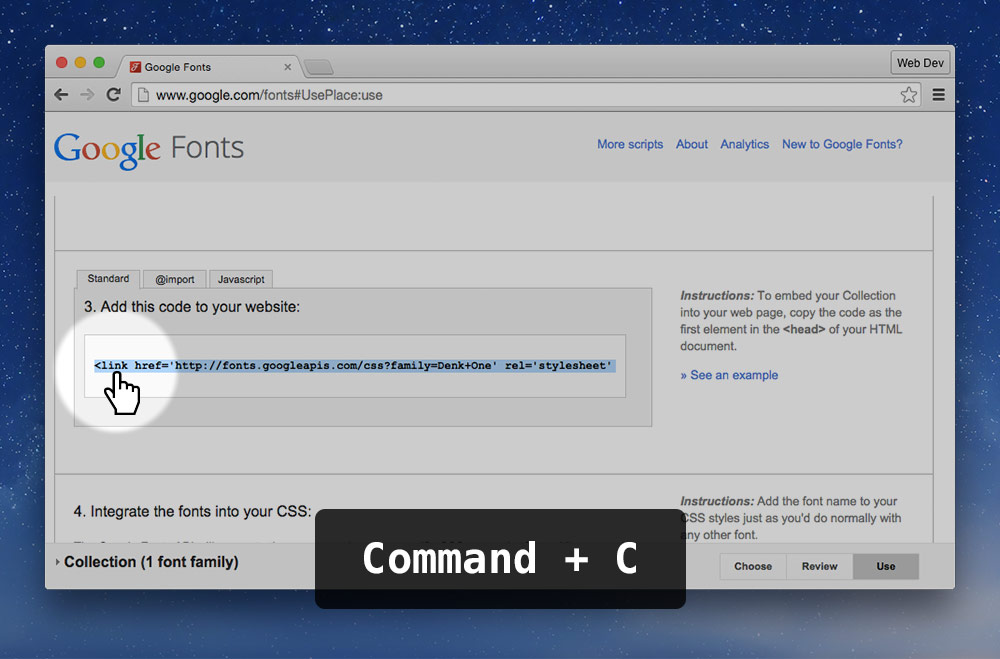 Google Fonts
Web Dev
www.google.com/fonts#UsePlace:use
Google Fonts
More scripts About Analytics New to Google Fonts?
Standard @import Javascript
3. Add this code to your website:
<link href='http://fonts.googleapis.com/css?family=Denk+One' rel='stylesheet'
Instructions: To embed your Collection
into your web page, copy the code as the
first element in the <head> of your HTML
document.
» See an example
4. Integrate the fonts into your CSS:
Instructions: Add the font name to your
CSS styles just as you'd do normally with
any other font.
Collection (1 font family)
Choose Review Use
Command + C